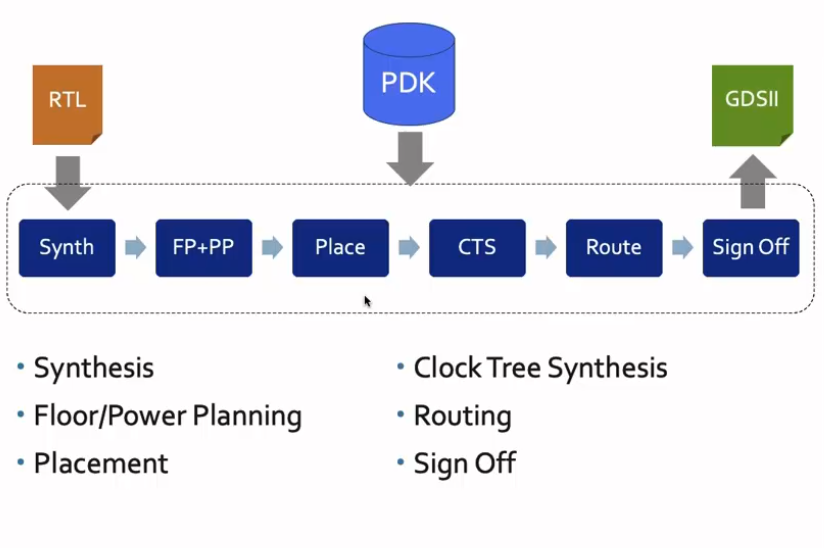 RTL
PDK
GDSII
Synth
FP+PP
Place
CTS
Route
Sign Off
• Synthesis
• Floor/Power Planning
• Placement
• Clock Tree Synthesis
• Routing
• Sign Off